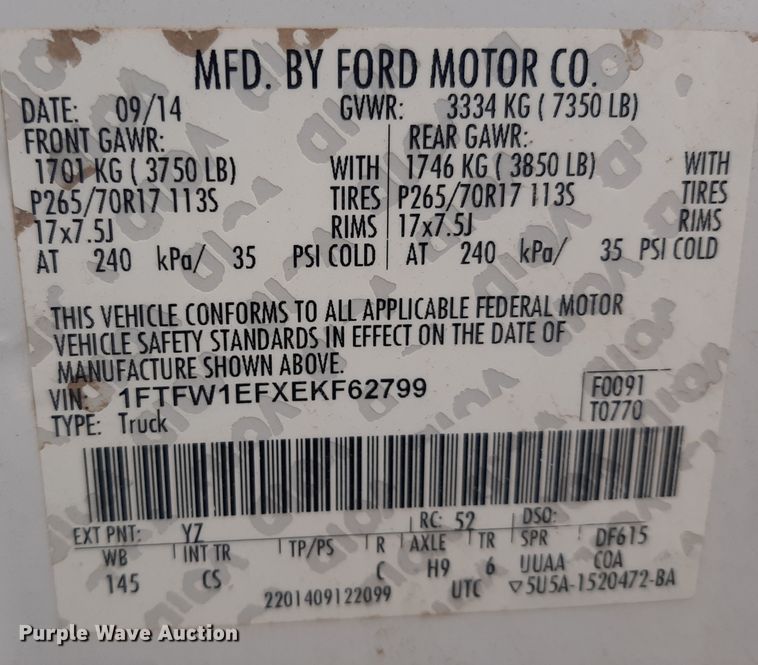 MFD. BY FORD MOTOR CO.
DATE: 09/14 GVWR: 3334 KG ( 7350 LB)
FRONT GAWR: REAR GAWR:
1701 KG ( 3750 LB) WITH 1746 KG ( 3850 LB) WITH
P265/70R17 113S TIRES P265/70R17 113S TIRES
17x7.5J RIMS 17x7.5J RIMS
AT 240 kPa/ 35 PSI COLD AT 240 kPa/ 35 PSI COLD
THIS VEHICLE CONFORMS TO ALL APPLICABLE FEDERAL MOTOR
VEHICLE SAFETY STANDARDS IN EFFECT ON THE DATE OF
MANUFACTURE SHOWN ABOVE.
VIN: 1FTFW1EFXEKF62799 F0091
TYPE: Truck T0770
EXT PNT: YZ RC: 52 DSO:
WB INT TR TP/PS R AXLE TR SPR DF615
145 CS C H9 6 UUAA COA
2201409122099 UTC ▽5U5A-1520472-BA
Purple Wave Auction